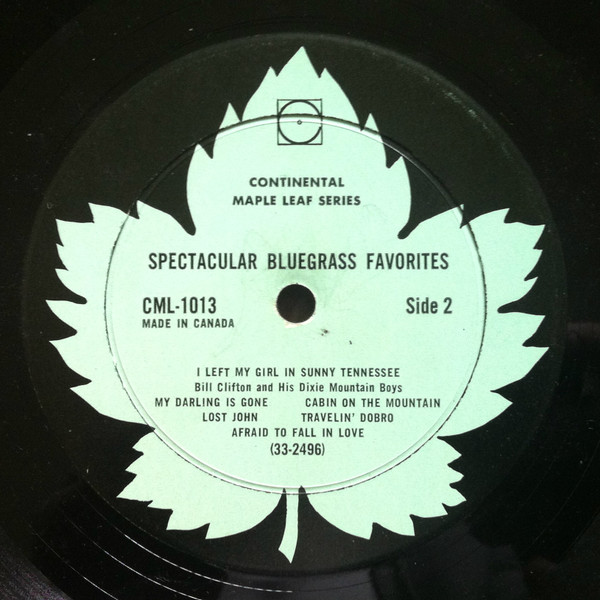 CONTINENTAL
MAPLE LEAF SERIES
SPECTACULAR BLUEGRASS FAVORITES
CML-1013 Side 2
MADE IN CANADA
I LEFT MY GIRL IN SUNNY TENNESSEE
Bill Clifton and His Dixie Mountain Boys
MY DARLING IS GONE CABIN ON THE MOUNTAIN
LOST JOHN TRAVELIN' DOBRO
AFRAID TO FALL IN LOVE
(33-2496)